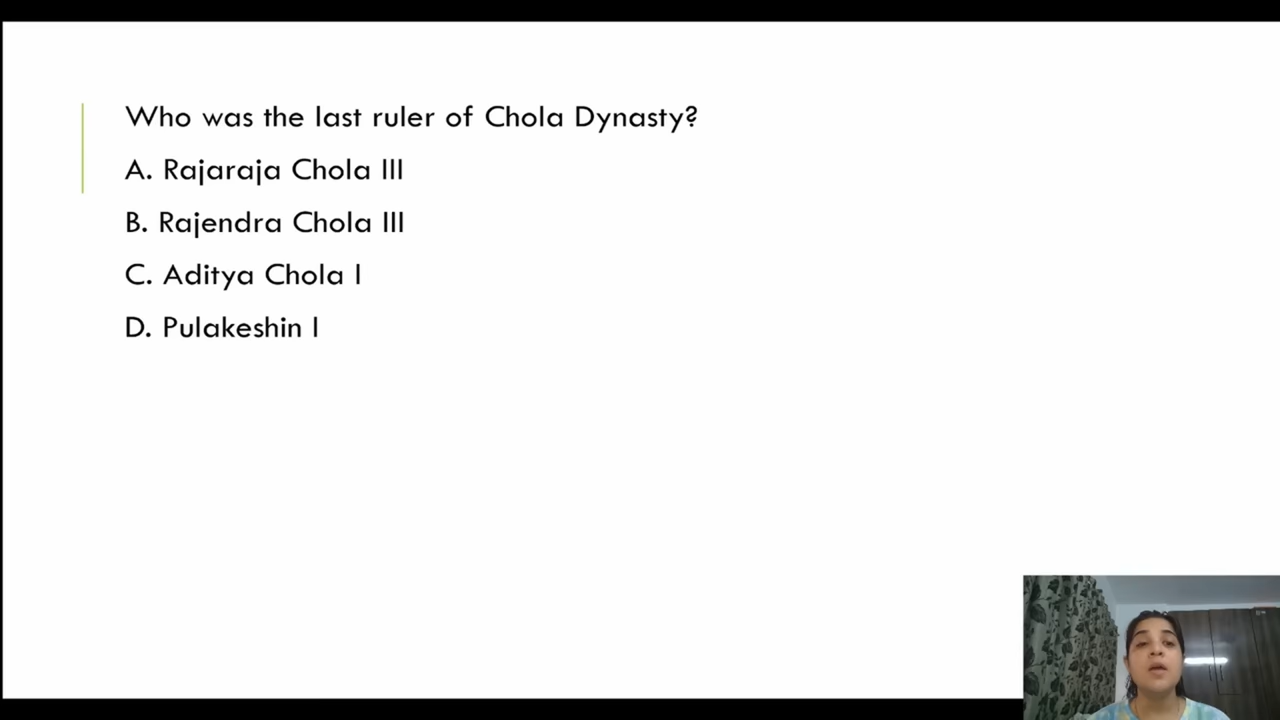 Who was the last ruler of Chola Dynasty?
A. Rajaraja Chola III
B. Rajendra Chola III
C. Aditya Chola I
D. Pulakeshin I